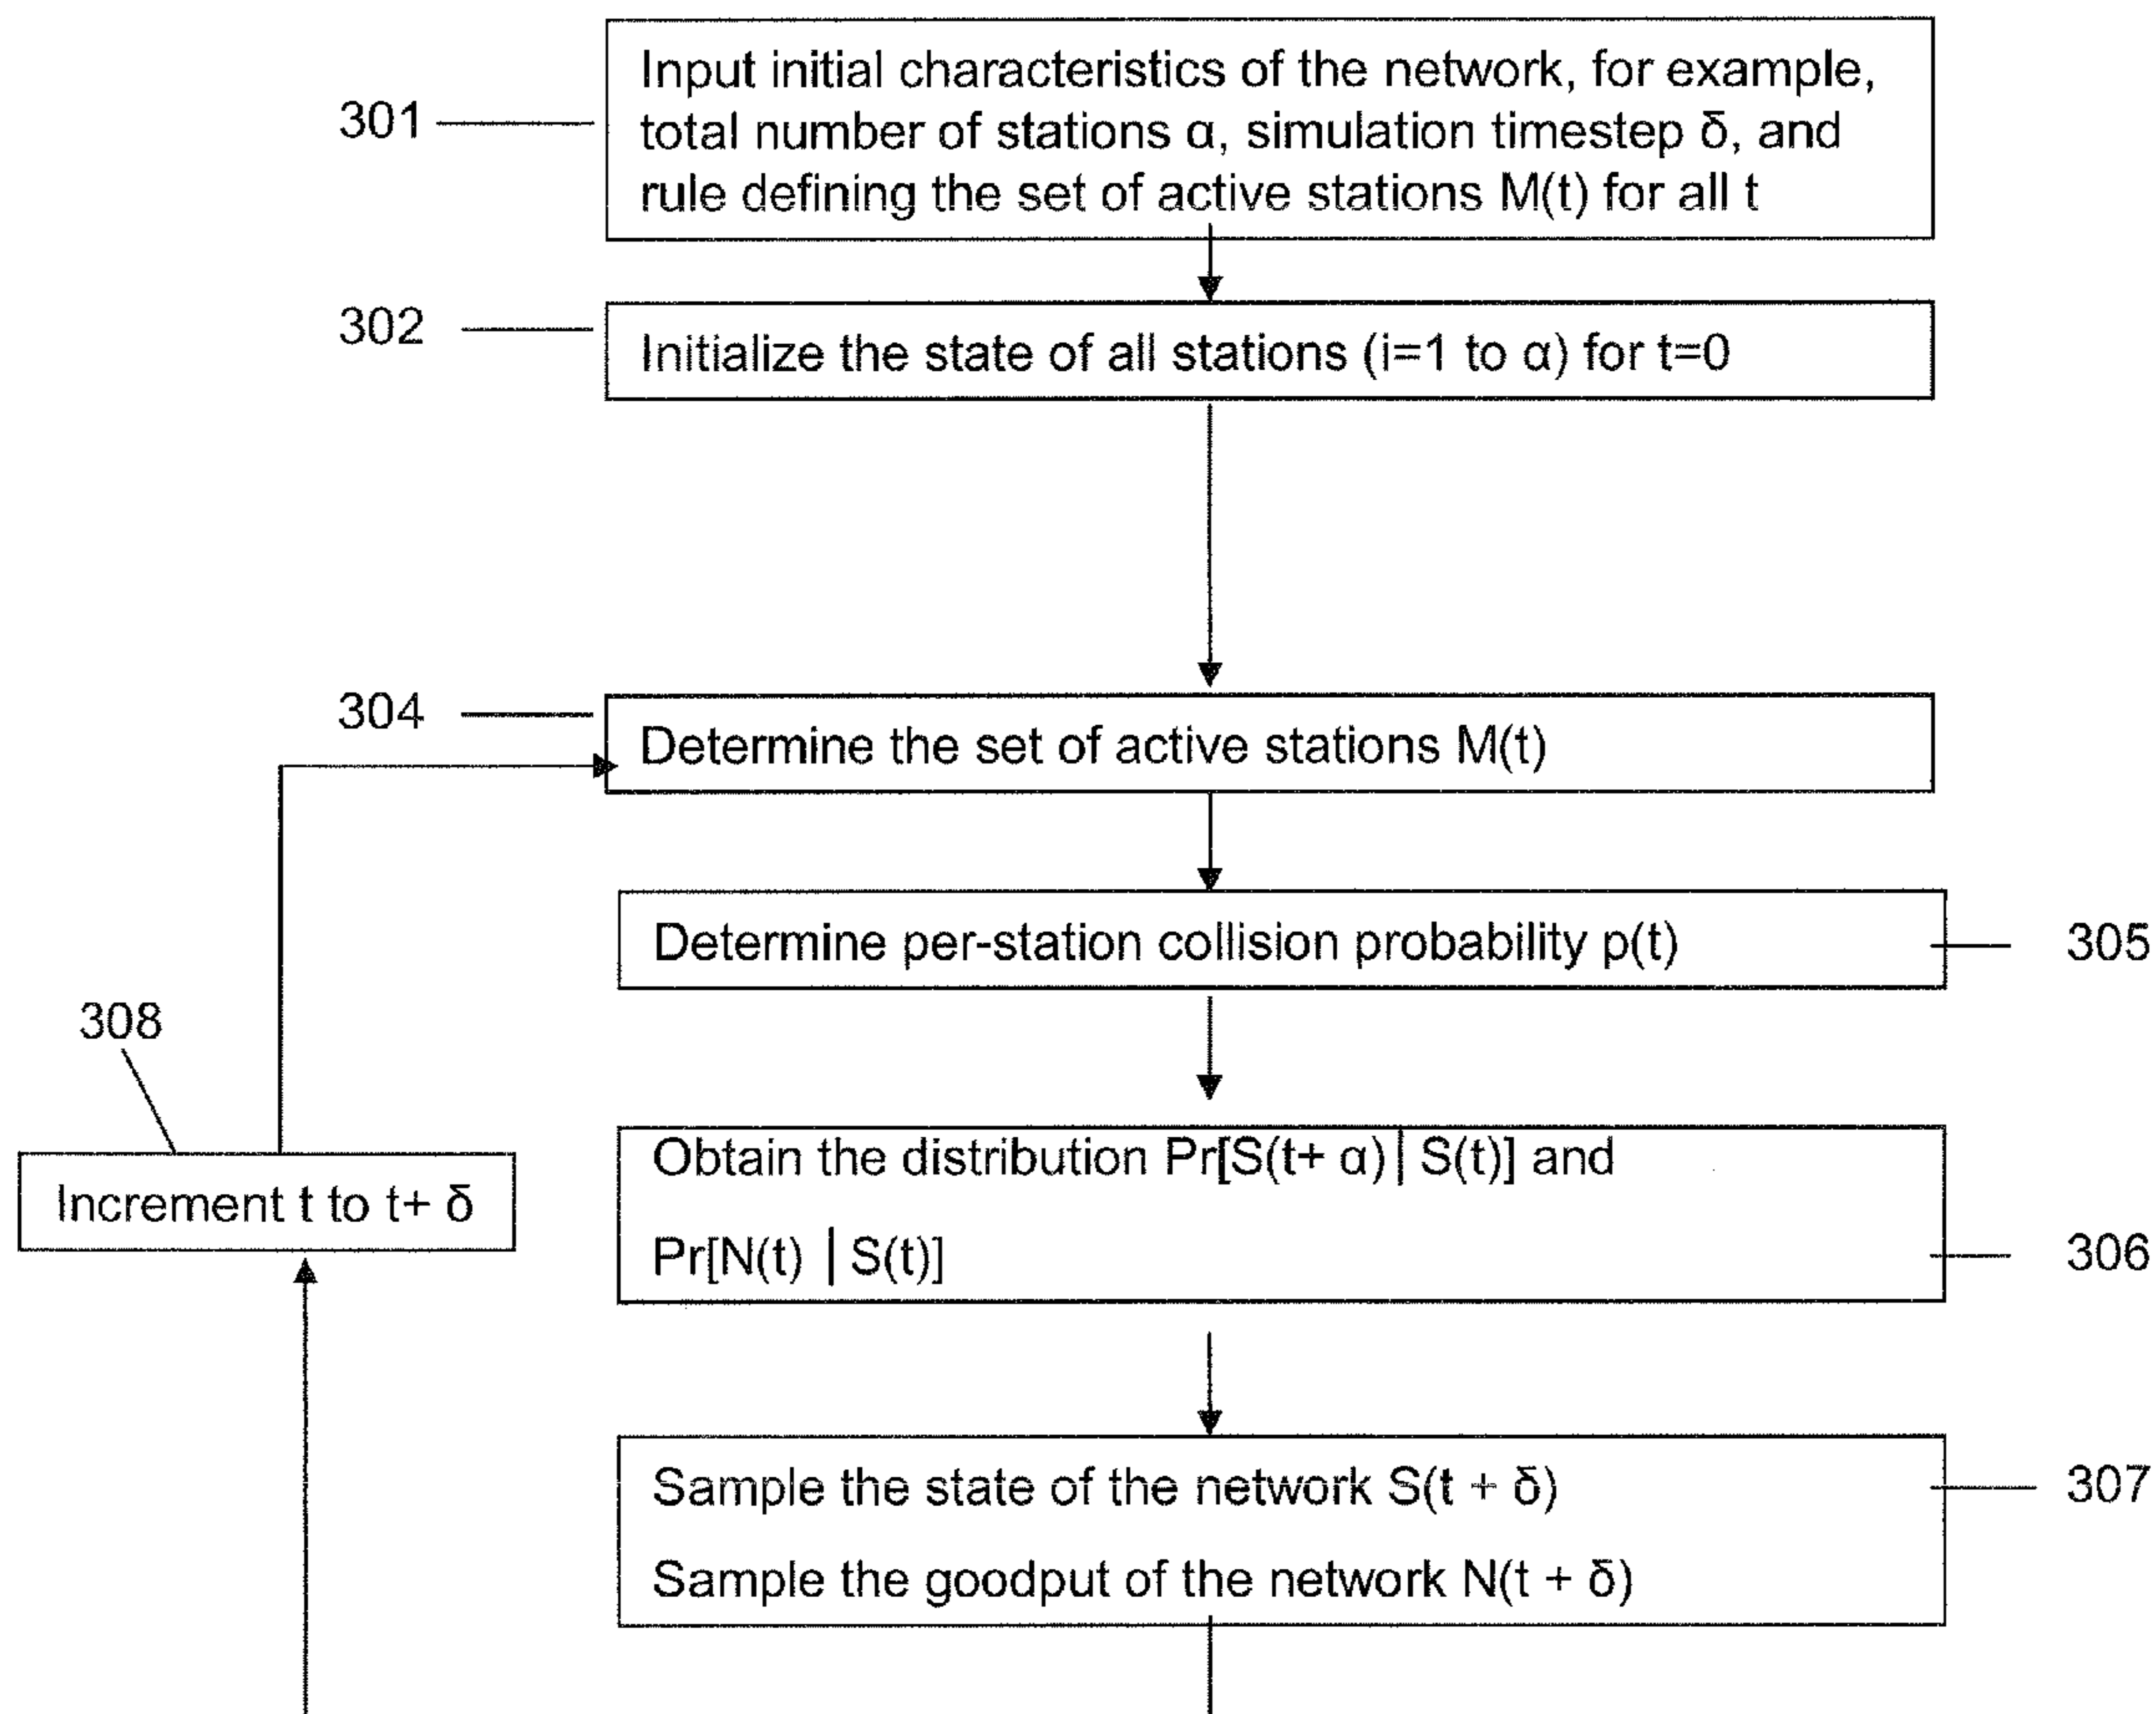 301
Input initial characteristics of the network, for example,
total number of stations α, simulation timestep δ, and
rule defining the set of active stations M(t) for all t
302
Initialize the state of all stations (i=1 to α) for t=0
304
Determine the set of active stations M(t)
Determine per-station collision probability p(t)
305
308
Increment t to t+ δ
Obtain the distribution Pr[S(t+ α)│S(t)] and
Pr[N(t) │S(t)]
306
Sample the state of the network S(t + δ)
307
Sample the goodput of the network N(t + δ)